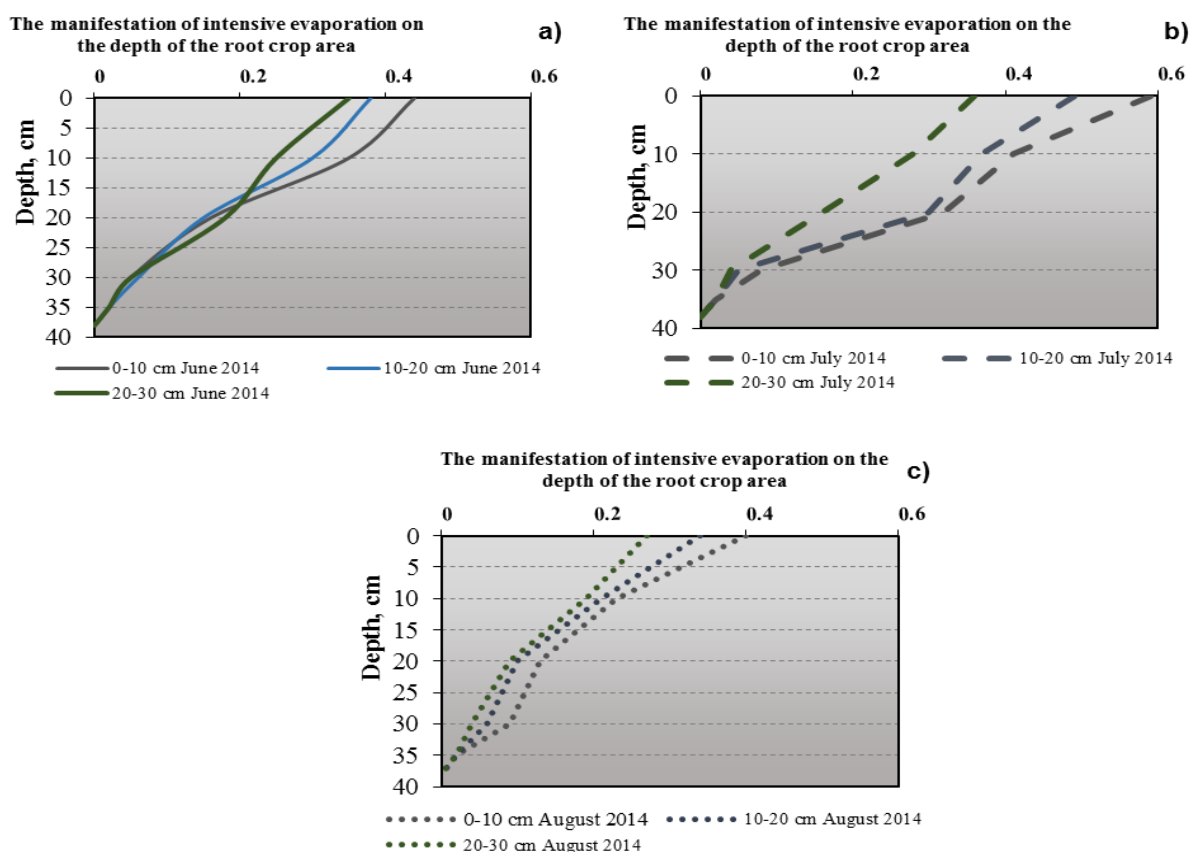 The manifestation of intensive evaporation on
the depth of the root crop area
a)
0 0.2 0.4 0.6
Depth, cm
0
5
10
15
20
25
30
35
40
0-10 cm June 2014 10-20 cm June 2014
20-30 cm June 2014
The manifestation of intensive evaporation on the
depth of the root crop area
b)
0 0.2 0.4 0.6
Depth, cm
0
10
20
30
40
0-10 cm July 2014 10-20 cm July 2014
20-30 cm July 2014
The manifestation of intensive evaporation on the
depth of the root crop area
c)
0 0.2 0.4 0.6
Depth, cm
0
5
10
15
20
25
30
35
40
0-10 cm August 2014 10-20 cm August 2014
20-30 cm August 2014